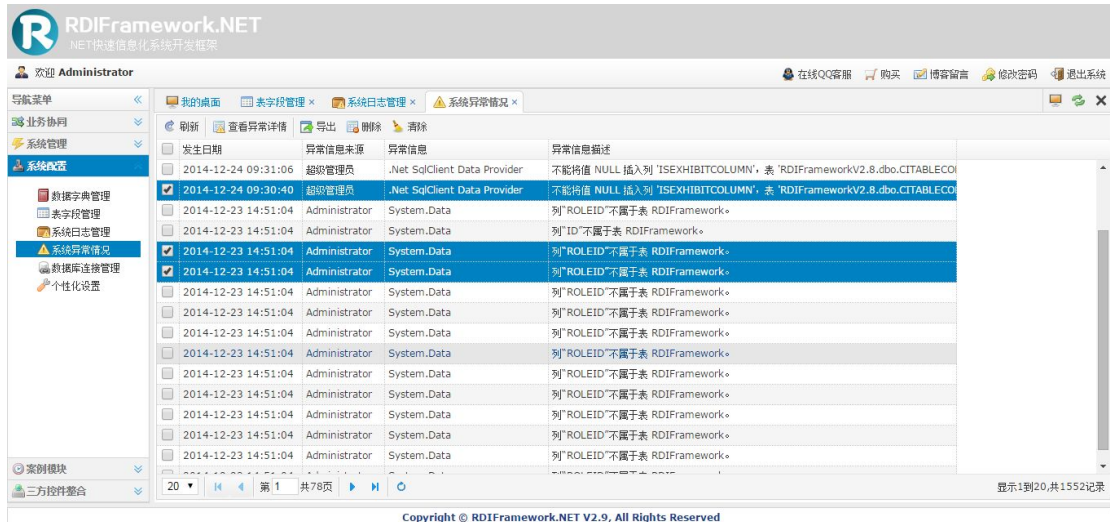 RDIFramework.NET
.NET快速信息化系统开发框架
欢迎 Administrator 在线QQ客服 购买 博客留言 修改密码 退出系统
导航菜单
业务协同
系统管理
系统配置
数据字典管理
表字段管理
系统日志管理
系统异常情况
数据库连接管理
个性化设置
案例模块
三方控件整合
我的桌面 表字段管理 × 系统日志管理 × 系统异常情况 ×
刷新 查看异常详情 导出 删除 清除
发生日期 异常信息来源 异常信息 异常信息描述
2014-12-24 09:31:06 超级管理员 .Net SqlClient Data Provider 不能将值 NULL 插入列 'ISEXHIBITCOLUMN'，表 'RDIFrameworkV2.8.dbo.CITABLECO
2014-12-24 09:30:40 超级管理员 .Net SqlClient Data Provider 不能将值 NULL 插入列 'ISEXHIBITCOLUMN'，表 'RDIFrameworkV2.8.dbo.CITABLECO
2014-12-23 14:51:04 Administrator System.Data 列"ROLEID"不属于表 RDIFramework。
2014-12-23 14:51:04 Administrator System.Data 列"ID"不属于表 RDIFramework。
2014-12-23 14:51:04 Administrator System.Data 列"ROLEID"不属于表 RDIFramework。
2014-12-23 14:51:04 Administrator System.Data 列"ROLEID"不属于表 RDIFramework。
2014-12-23 14:51:04 Administrator System.Data 列"ROLEID"不属于表 RDIFramework。
2014-12-23 14:51:04 Administrator System.Data 列"ROLEID"不属于表 RDIFramework。
2014-12-23 14:51:04 Administrator System.Data 列"ROLEID"不属于表 RDIFramework。
2014-12-23 14:51:04 Administrator System.Data 列"ROLEID"不属于表 RDIFramework。
2014-12-23 14:51:04 Administrator System.Data 列"ROLEID"不属于表 RDIFramework。
2014-12-23 14:51:04 Administrator System.Data 列"ROLEID"不属于表 RDIFramework。
2014-12-23 14:51:04 Administrator System.Data 列"ROLEID"不属于表 RDIFramework。
2014-12-23 14:51:04 Administrator System.Data 列"ROLEID"不属于表 RDIFramework。
2014-12-23 14:51:04 Administrator System.Data 列"ROLEID"不属于表 RDIFramework。
20 第 1 共78页 显示1到20,共1552记录
Copyright © RDIFramework.NET V2.9, All Rights Reserved